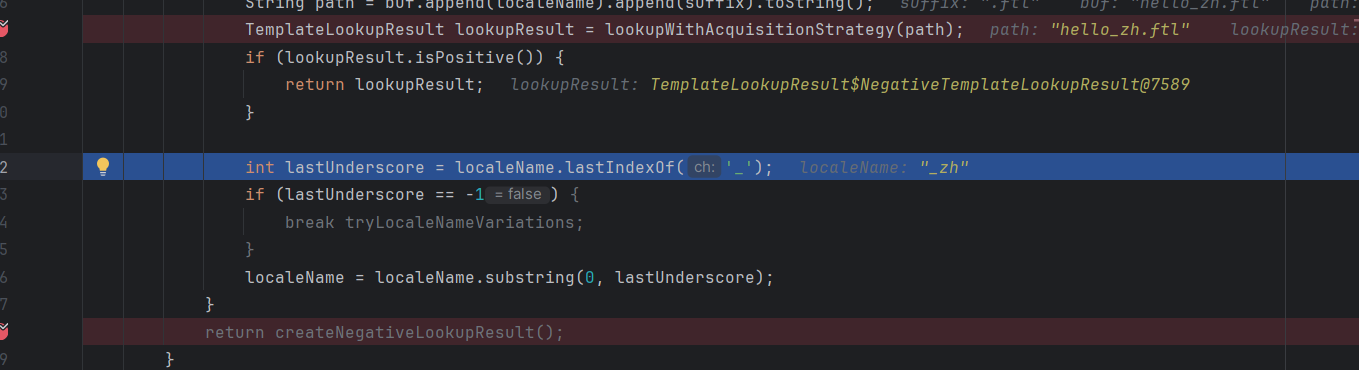 6 String path = buf.append(localeName).append(suffix).toString(); suffix: ".ftl" buf: "hello_zh.ftl" path:
TemplateLookupResult lookupResult = lookupWithAcquisitionStrategy(path); path: "hello_zh.ftl" lookupResult:
8 if (lookupResult.isPositive()) {
9 return lookupResult; lookupResult: TemplateLookupResult$NegativeTemplateLookupResult@7589
0 }
1
2 int lastUnderscore = localeName.lastIndexOf( ch: '_'); localeName: "_zh"
3 if (lastUnderscore == -1 = false ) {
4 break tryLocaleNameVariations;
5 }
6 localeName = localeName.substring(0, lastUnderscore);
7 }
return createNegativeLookupResult();
9 }